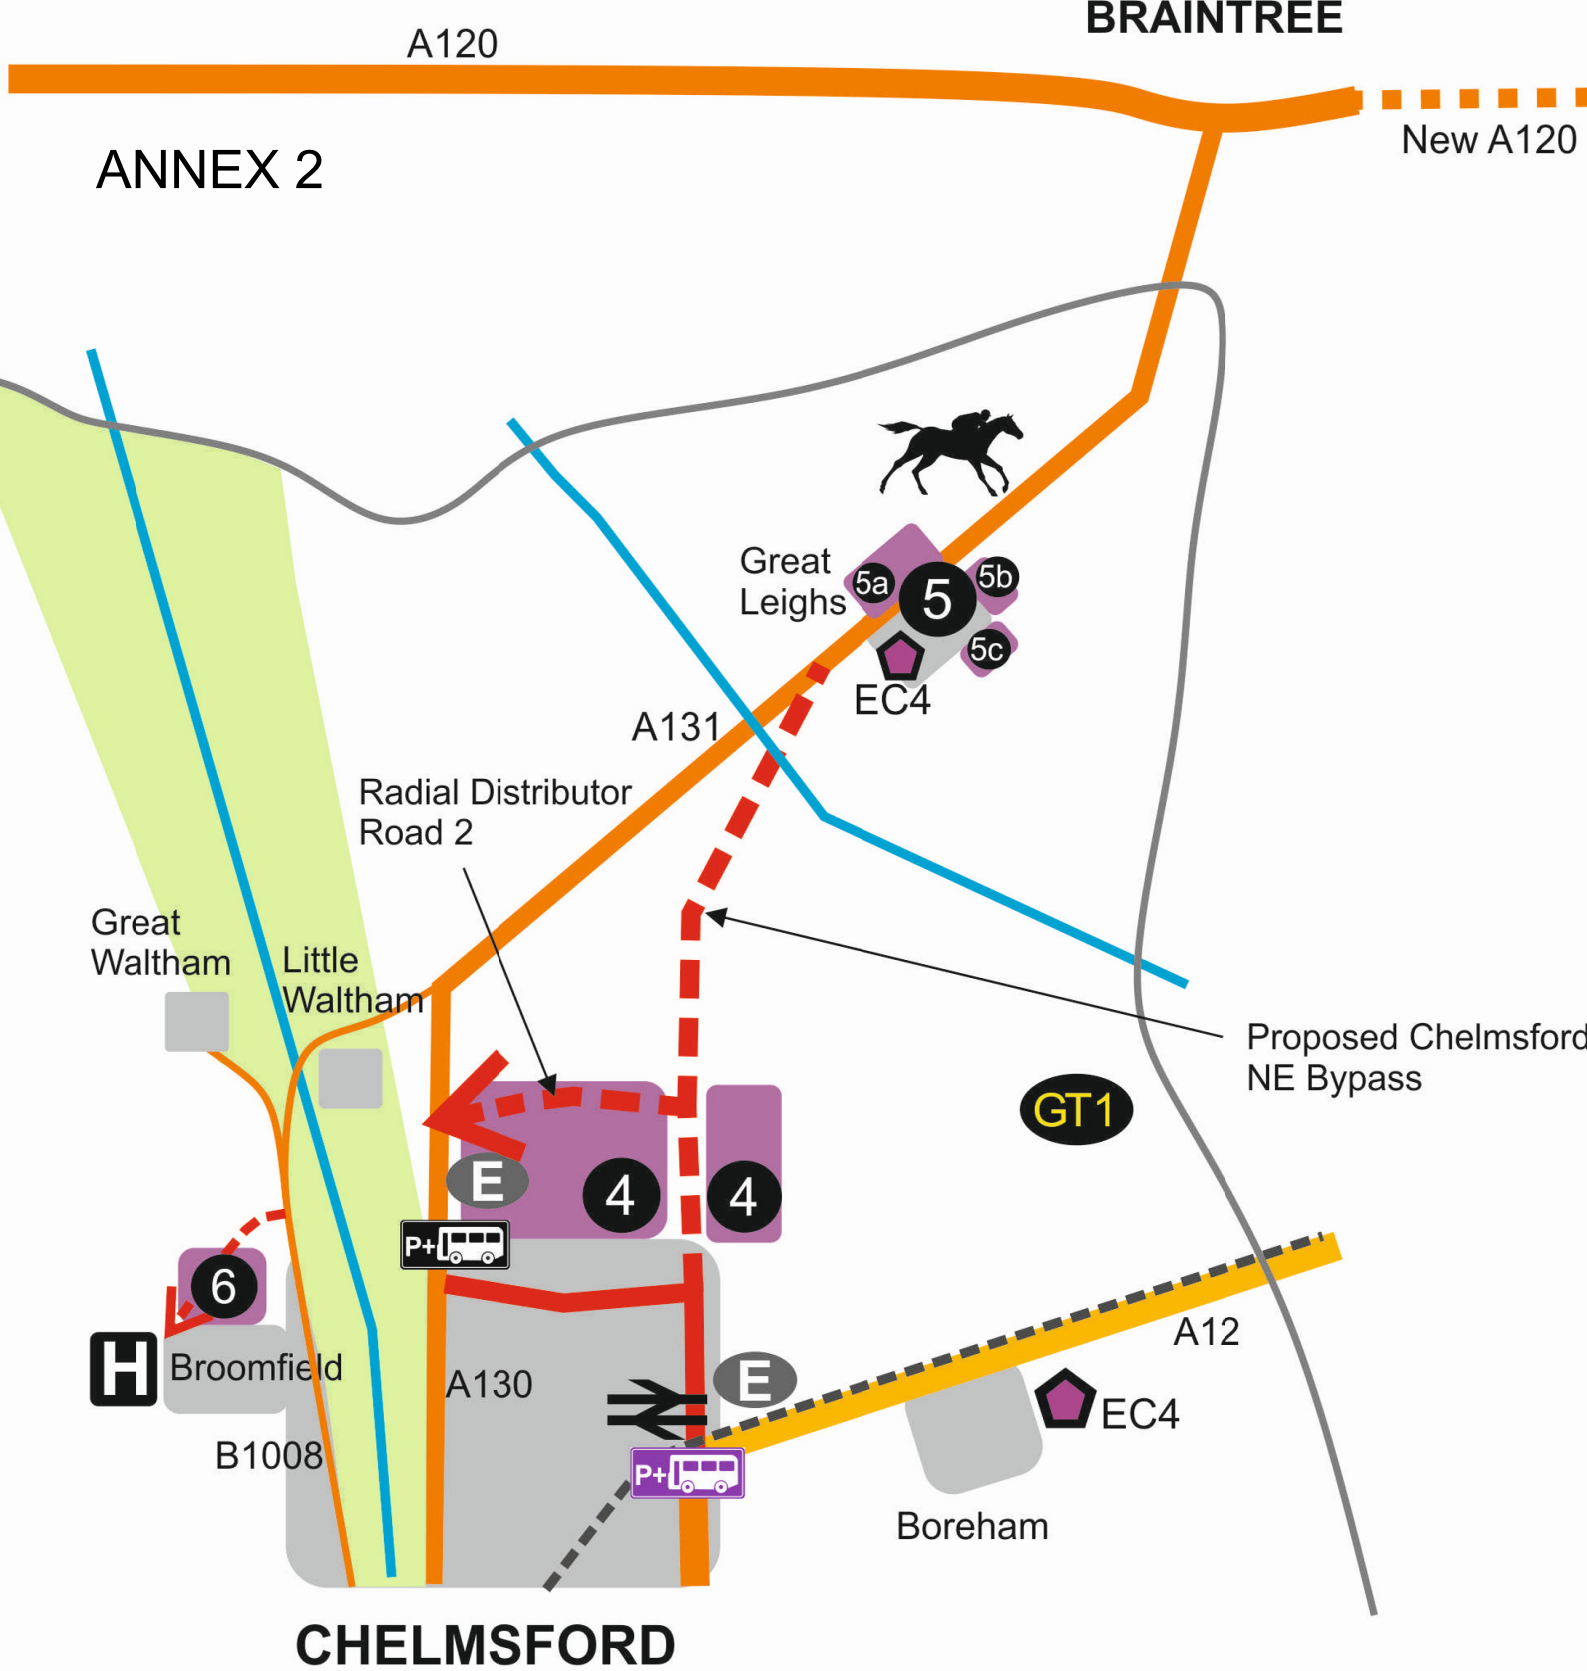 BRAINTREE
A120
New A120
ANNEX 2
Great
Leighs
5a
5
5b
5c
EC4
A131
Radial Distributor
Road 2
Great
Waltham
Little
Waltham
Proposed Chelmsford
NE Bypass
GT1
E
4
4
P+
6
H
Broomfield
A130
E
A12
EC4
B1008
P+
Boreham
CHELMSFORD